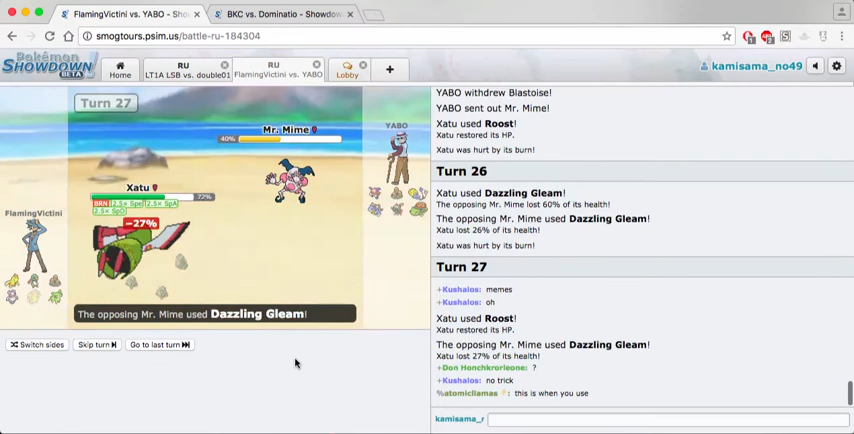 FlamingVictini vs. YABO - Sho
BKC vs. Dominatio - Showdow
smogtours.psim.us/battle-ru-184304
Pokémon
SHOWDOWN
BETA
Home
RU
LT1A LSB vs. double01
RU
FlamingVictini vs. YABO
Lobby
kamisama_no49
Turn 27
Mr. Mime
40%
YABO
Xatu
72%
BRN 2.5× Spe 2.5× SpA
2.5× SpD
−27%
FlamingVictini
The opposing Mr. Mime used Dazzling Gleam!
Switch sides
Skip turn
Go to last turn
YABO withdrew Blastoise!
YABO sent out Mr. Mime!
Xatu used Roost!
Xatu restored its HP.
Xatu was hurt by its burn!
Turn 26
Xatu used Dazzling Gleam!
The opposing Mr. Mime lost 60% of its health!
The opposing Mr. Mime used Dazzling Gleam!
Xatu lost 26% of its health!
Xatu was hurt by its burn!
Turn 27
+Kushalos: memes
+Kushalos: oh
Xatu used Roost!
Xatu restored its HP.
The opposing Mr. Mime used Dazzling Gleam!
Xatu lost 27% of its health!
+Don Honchkrorleone: ?
+Kushalos: no trick
%atomicllamas: this is when you use
kamisama_r